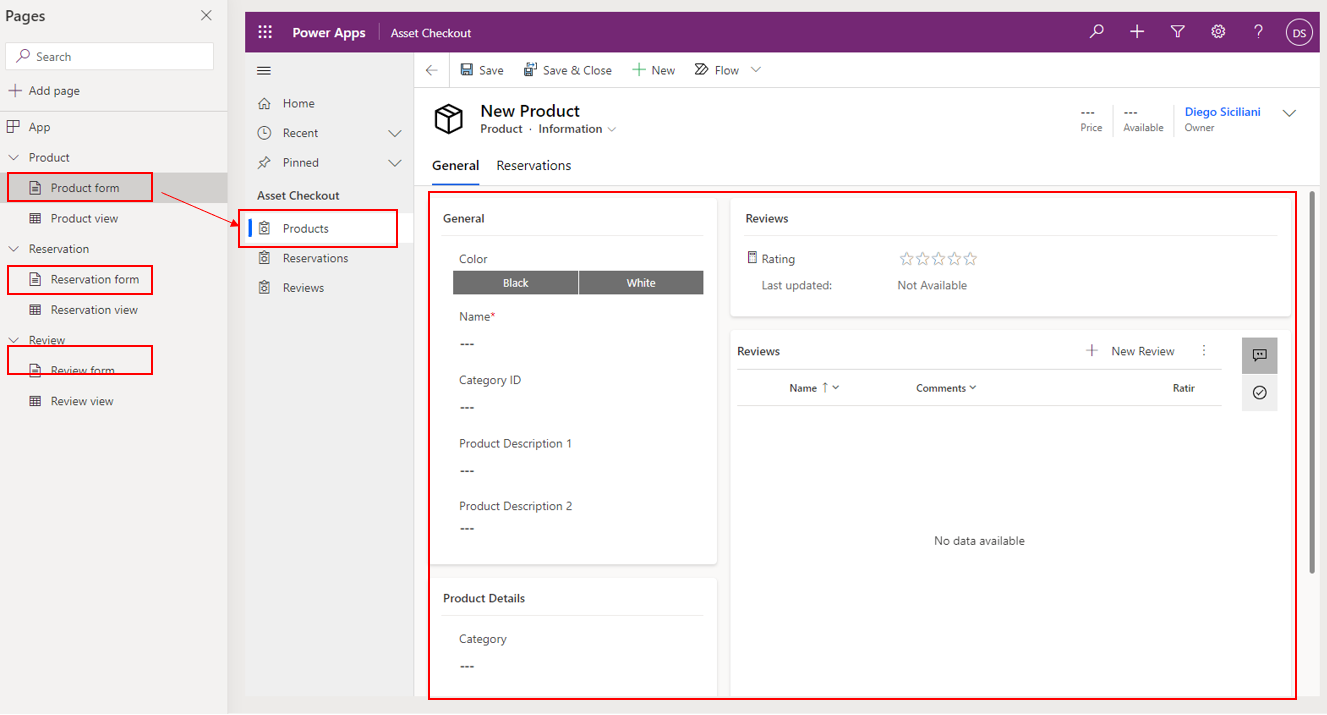 Pages
Search
Add page
App
Product
Product form
Product view
Reservation
Reservation form
Reservation view
Review
Review form
Review view
Power Apps
Asset Checkout
DS
Home
Recent
Pinned
Asset Checkout
Products
Reservations
Reviews
Save
Save & Close
New
Flow
New Product
Product · Information
---
Price
---
Available
Diego Siciliani
Owner
General
Reservations
General
Color
Black
White
Name*
---
Category ID
---
Product Description 1
---
Product Description 2
---
Product Details
Category
---
Reviews
Rating
Last updated:
Not Available
Reviews
New Review
Name
Comments
Ratir
No data available